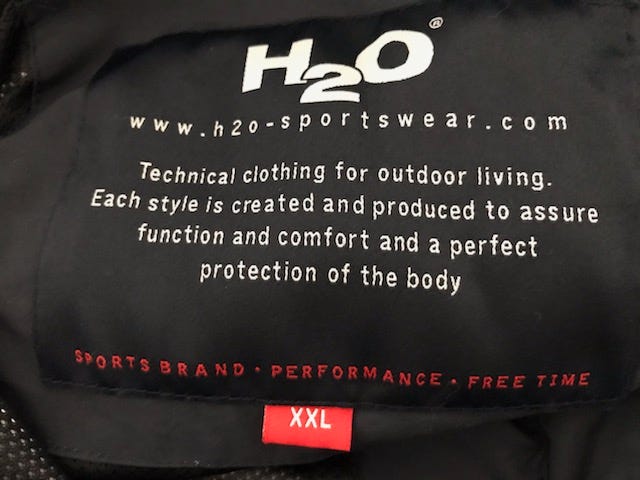 H2O®
www.h2o-sportswear.com
Technical clothing for outdoor living.
Each style is created and produced to assure
function and comfort and a perfect
protection of the body
SPORTS BRAND · PERFORMANCE · FREE TIME
XXL